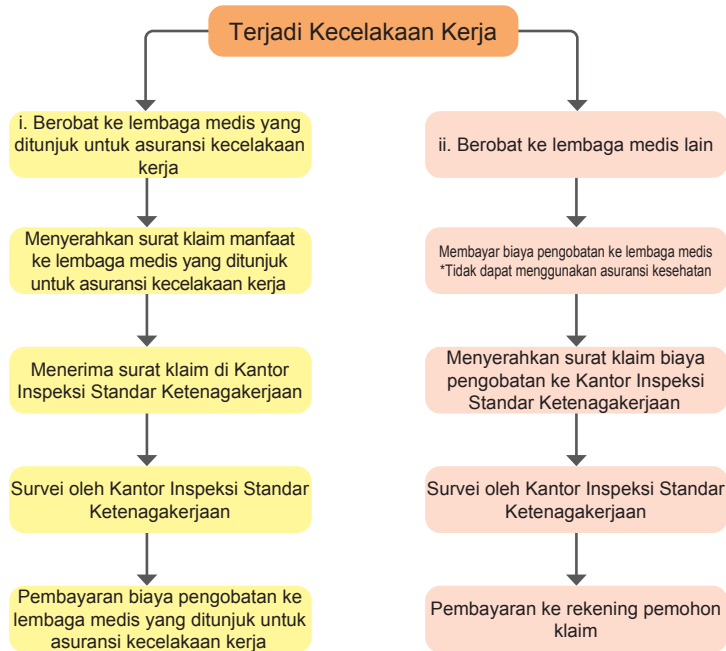 Terjadi Kecelakaan Kerja
i. Berobat ke lembaga medis yang
ditunjuk untuk asuransi kecelakaan
kerja
Menyerahkan surat klaim manfaat
ke lembaga medis yang ditunjuk
untuk asuransi kecelakaan kerja
Menerima surat klaim di Kantor
Inspeksi Standar Ketenagakerjaan
Survei oleh Kantor Inspeksi Standar
Ketenagakerjaan
Pembayaran biaya pengobatan ke
lembaga medis yang ditunjuk untuk
asuransi kecelakaan kerja
ii. Berobat ke lembaga medis lain
Membayar biaya pengobatan ke lembaga medis
*Tidak dapat menggunakan asuransi kesehatan
Menyerahkan surat klaim biaya
pengobatan ke Kantor Inspeksi
Standar Ketenagakerjaan
Survei oleh Kantor Inspeksi Standar
Ketenagakerjaan
Pembayaran ke rekening pemohon
klaim